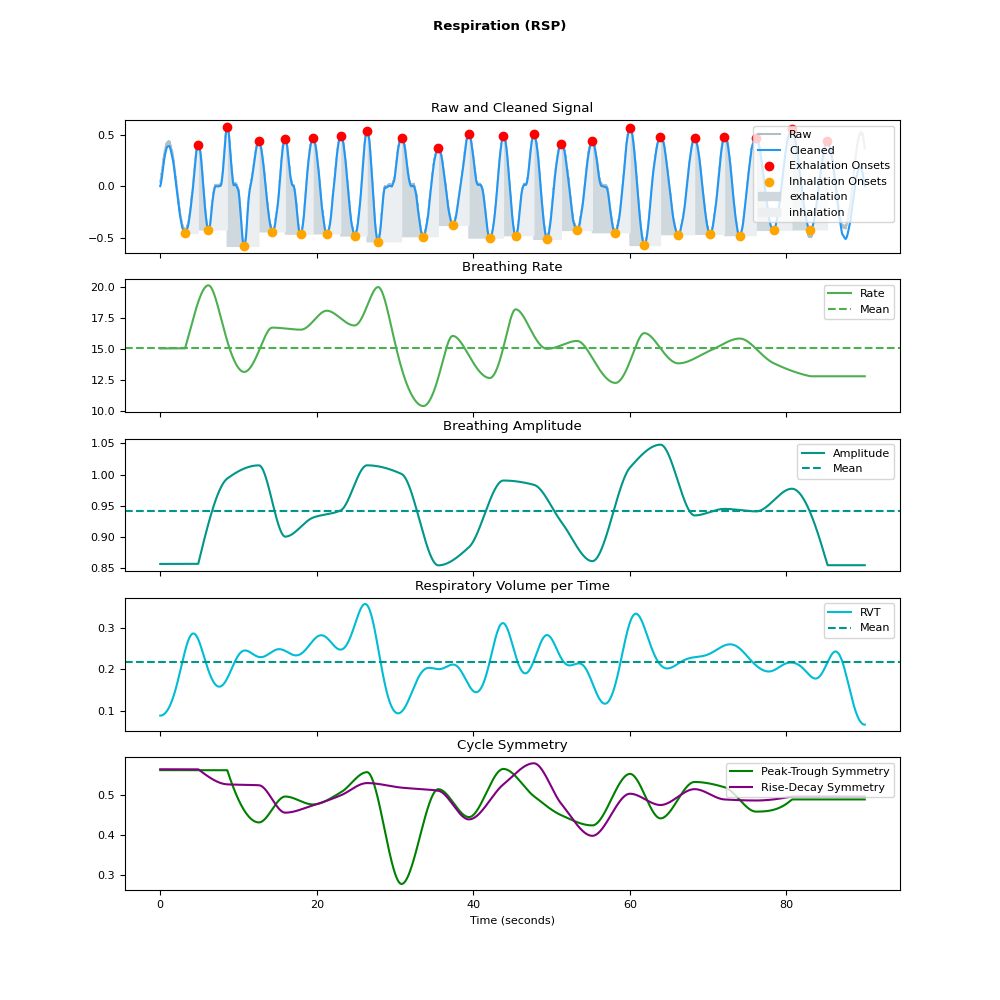 Respiration (RSP)
Raw and Cleaned Signal
0.5
0.0
−0.5
Raw
Cleaned
Exhalation Onsets
Inhalation Onsets
exhalation
inhalation
Breathing Rate
20.0
17.5
15.0
12.5
10.0
Rate
Mean
Breathing Amplitude
1.05
1.00
0.95
0.90
0.85
Amplitude
Mean
Respiratory Volume per Time
0.3
0.2
0.1
RVT
Mean
Cycle Symmetry
0.5
0.4
0.3
Peak-Trough Symmetry
Rise-Decay Symmetry
0 20 40 60 80
Time (seconds)